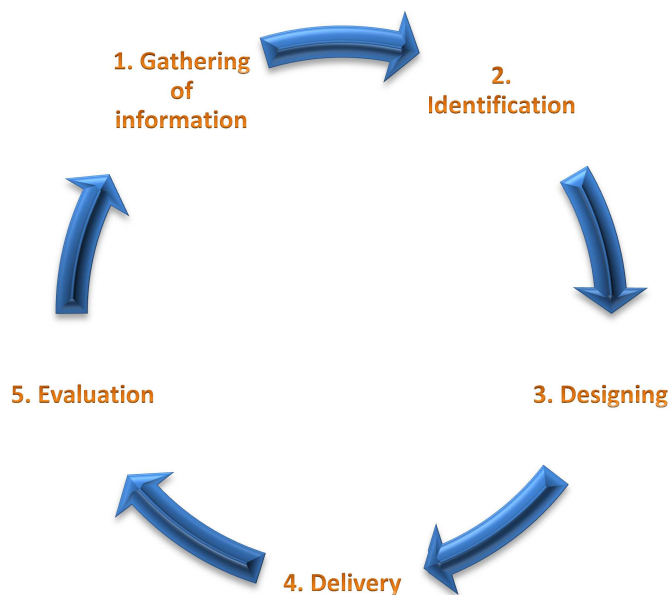 1. Gathering
of
information
2.
Identification
3. Designing
4. Delivery
5. Evaluation